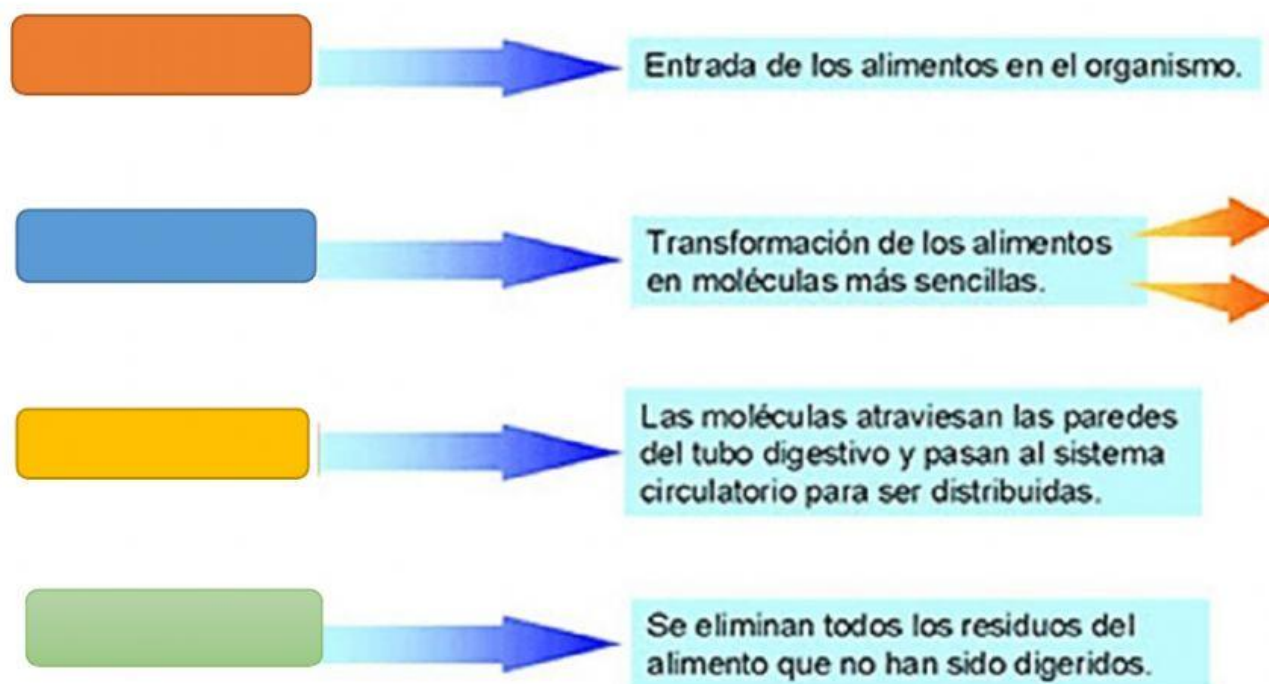 Entrada de los alimentos en el organismo.
Transformación de los alimentos
en moléculas más sencillas.
Las moléculas atraviesan las paredes
del tubo digestivo y pasan al sistema
circulatorio para ser distribuidas.
Se eliminan todos los residuos del
alimento que no han sido digeridos.